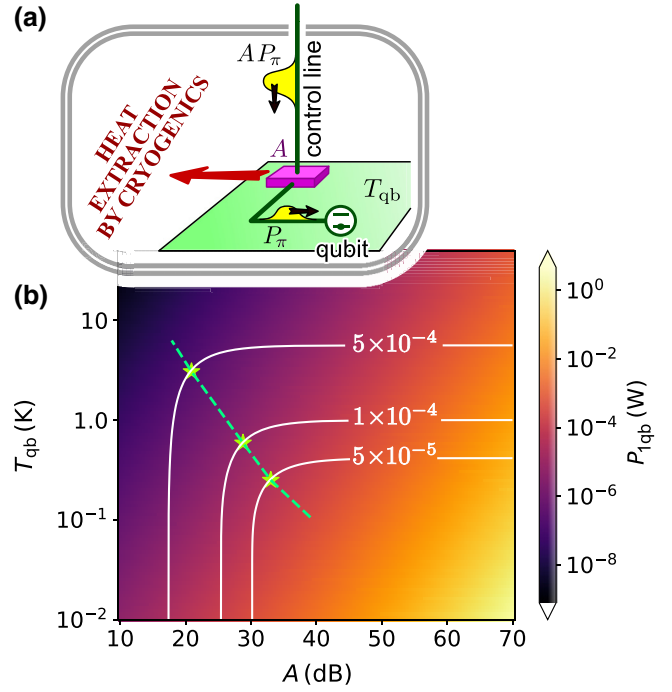 (a)
AP_π
control line
HEAT
EXTRACTION
BY CRYOGENICS
A
T_qb
P_π
qubit
(b)
10
1.0
10⁻¹
10⁻²
T_qb (K)
5×10⁻⁴
1×10⁻⁴
5×10⁻⁵
10 20 30 40 50 60 70
A (dB)
10⁰
10⁻²
10⁻⁴
10⁻⁶
10⁻⁸
P_1qb (W)